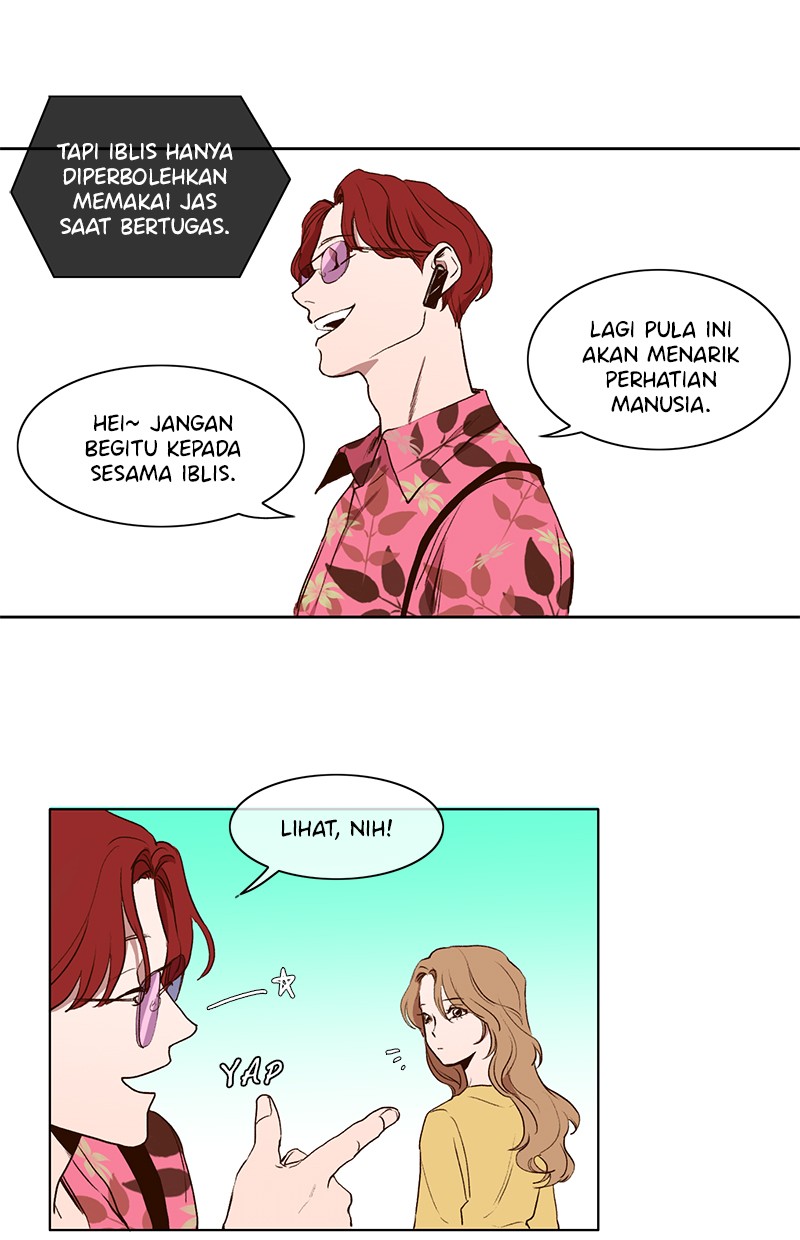 TAPI IBLIS HANYA
DIPERBOLEHKAN
MEMAKAI JAS
SAAT BERTUGAS.
HEI~ JANGAN
BEGITU KEPADA
SESAMA IBLIS.
LAGI PULA INI
AKAN MENARIK
PERHATIAN
MANUSIA.
LIHAT, NIH!
YAP